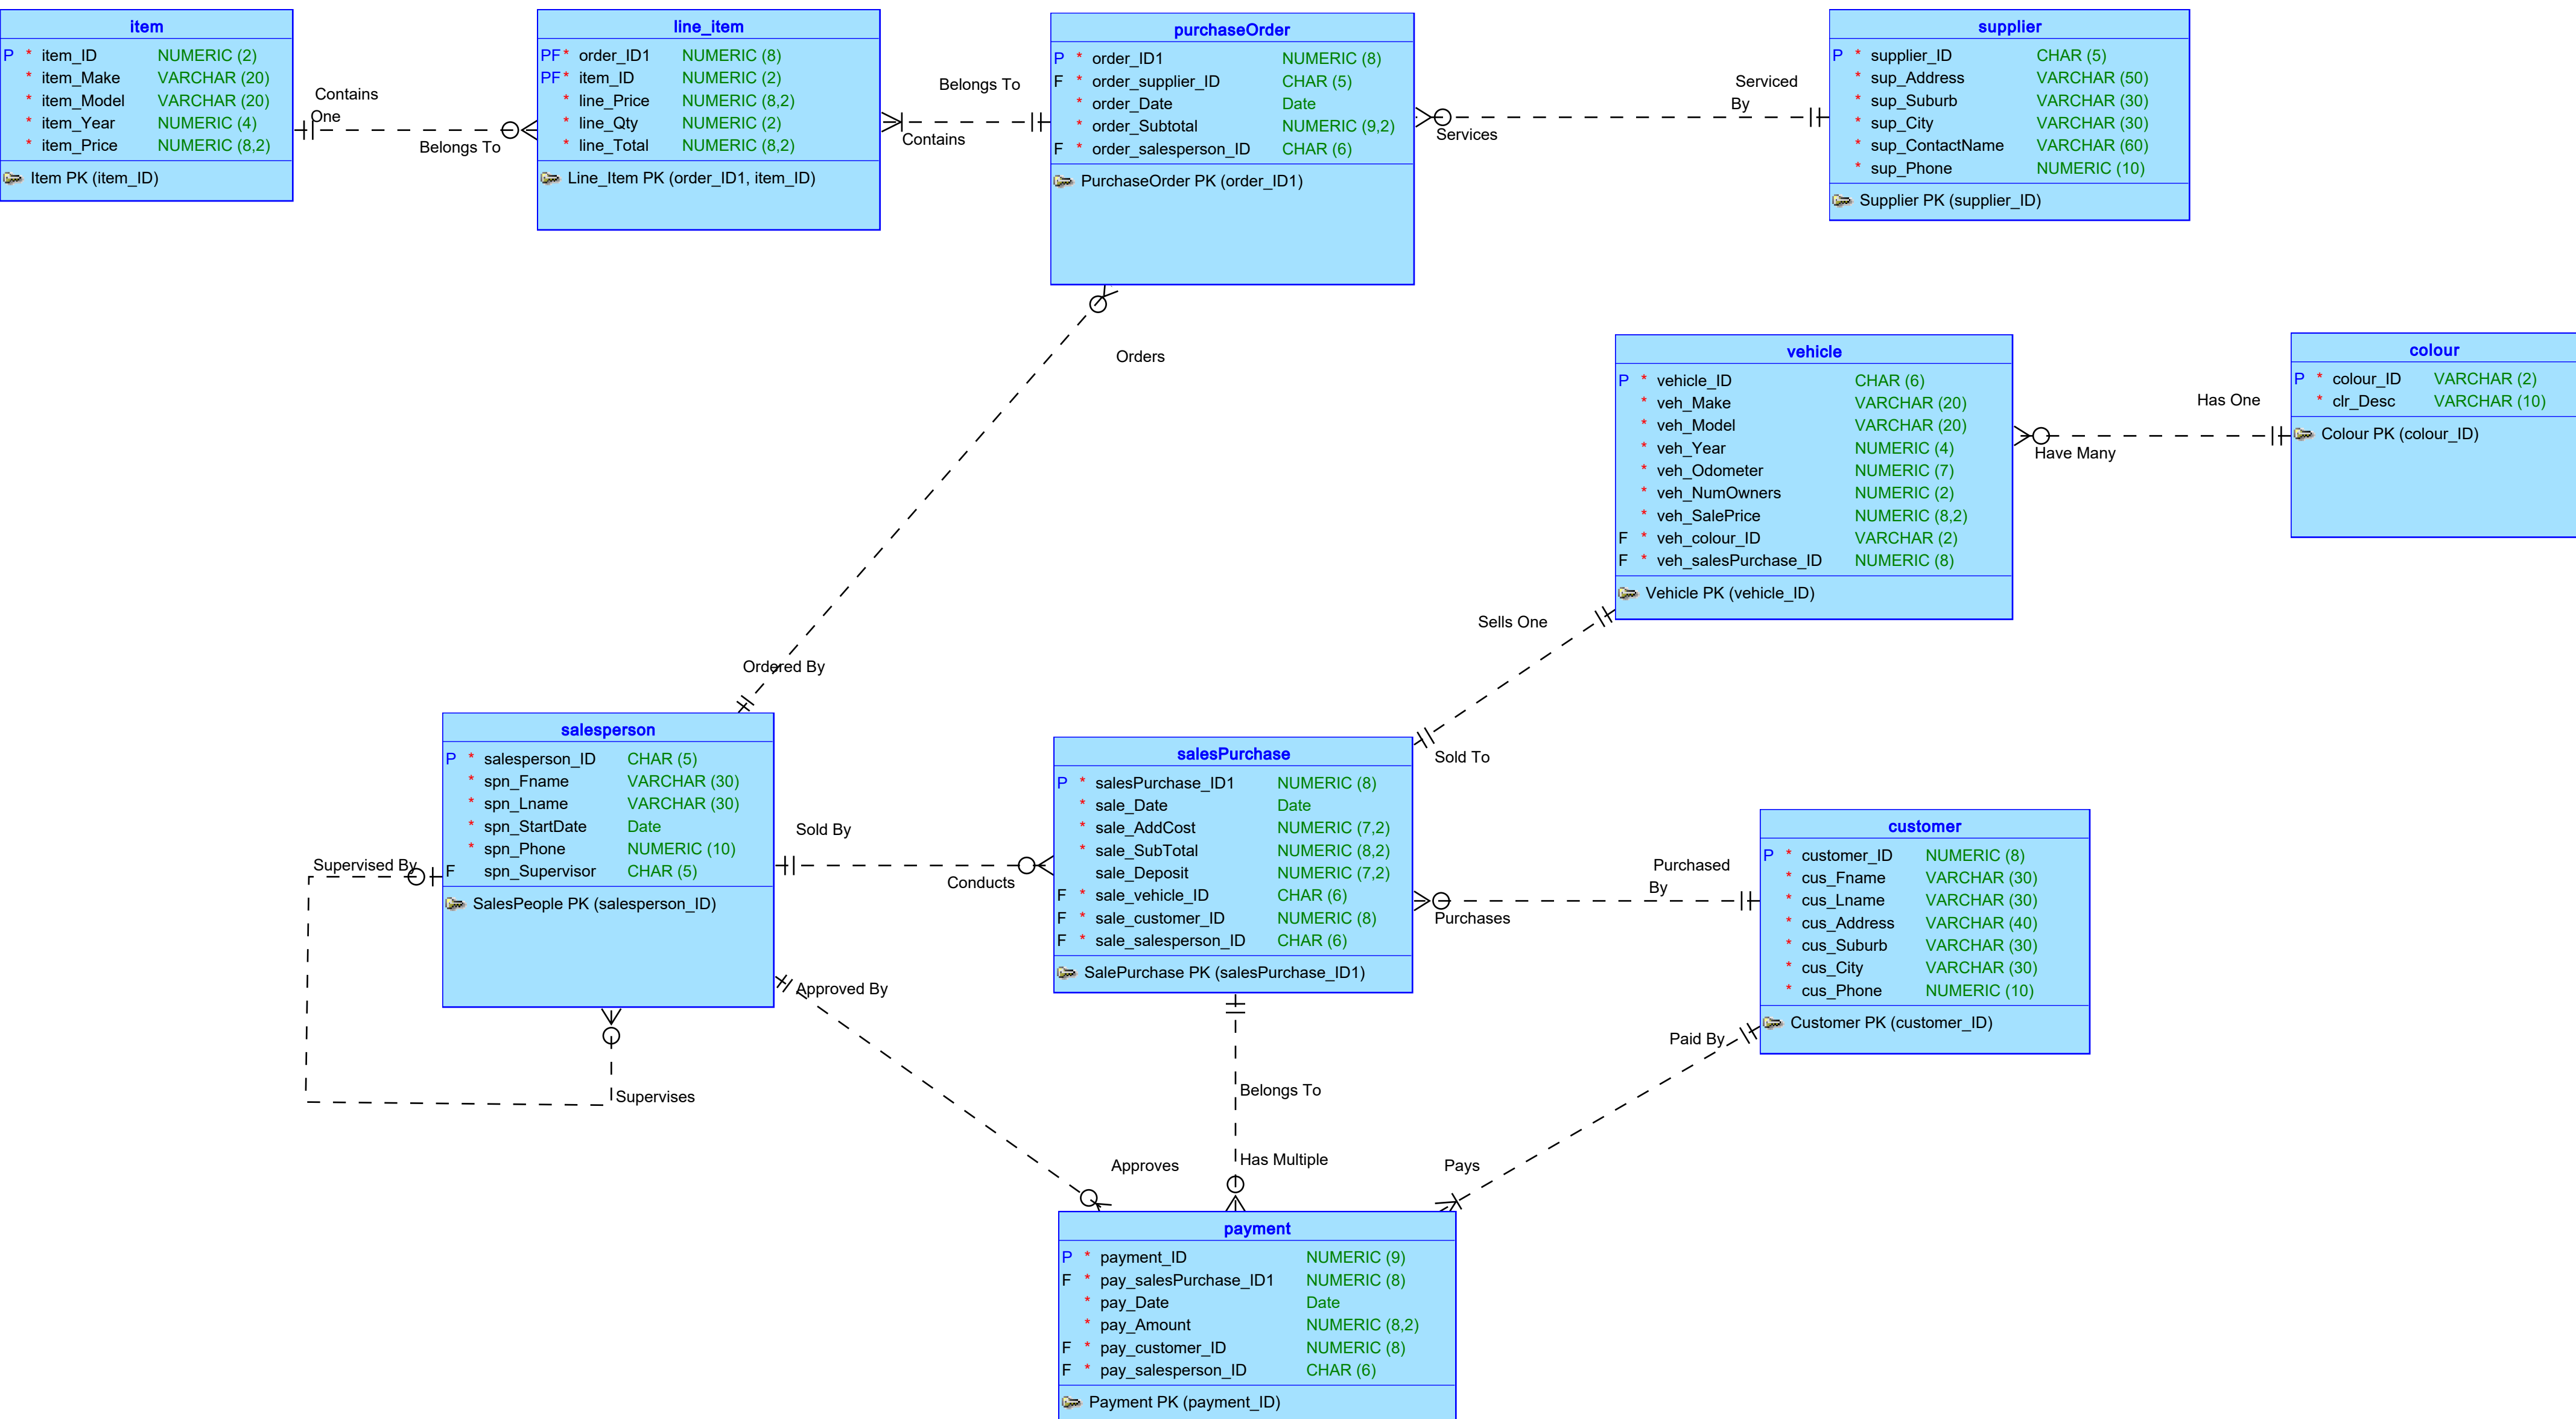 item
P * item_ID NUMERIC (2)
* item_Make VARCHAR (20)
* item_Model VARCHAR (20)
* item_Year NUMERIC (4)
* item_Price NUMERIC (8,2)
Item PK (item_ID)
Contains
One
Belongs To
line_item
PF * order_ID1 NUMERIC (8)
PF * item_ID NUMERIC (2)
* line_Price NUMERIC (8,2)
* line_Qty NUMERIC (2)
* line_Total NUMERIC (8,2)
Line_Item PK (order_ID1, item_ID)
Belongs To
Contains
purchaseOrder
P * order_ID1 NUMERIC (8)
F * order_supplier_ID CHAR (5)
* order_Date Date
* order_Subtotal NUMERIC (9,2)
F * order_salesperson_ID CHAR (6)
PurchaseOrder PK (order_ID1)
Serviced
By
Services
supplier
P * supplier_ID CHAR (5)
* sup_Address VARCHAR (50)
* sup_Suburb VARCHAR (30)
* sup_City VARCHAR (30)
* sup_ContactName VARCHAR (60)
* sup_Phone NUMERIC (10)
Supplier PK (supplier_ID)
Orders
Ordered By
vehicle
P * vehicle_ID CHAR (6)
* veh_Make VARCHAR (20)
* veh_Model VARCHAR (20)
* veh_Year NUMERIC (4)
* veh_Odometer NUMERIC (7)
* veh_NumOwners NUMERIC (2)
* veh_SalePrice NUMERIC (8,2)
F * veh_colour_ID VARCHAR (2)
F * veh_salesPurchase_ID NUMERIC (8)
Vehicle PK (vehicle_ID)
Has One
Have Many
colour
P * colour_ID VARCHAR (2)
* clr_Desc VARCHAR (10)
Colour PK (colour_ID)
Sells One
Sold To
salesperson
P * salesperson_ID CHAR (5)
* spn_Fname VARCHAR (30)
* spn_Lname VARCHAR (30)
* spn_StartDate Date
* spn_Phone NUMERIC (10)
F spn_Supervisor CHAR (5)
SalesPeople PK (salesperson_ID)
Supervised By
Supervises
Sold By
Conducts
salesPurchase
P * salesPurchase_ID1 NUMERIC (8)
* sale_Date Date
* sale_AddCost NUMERIC (7,2)
* sale_SubTotal NUMERIC (8,2)
sale_Deposit NUMERIC (7,2)
F * sale_vehicle_ID CHAR (6)
F * sale_customer_ID NUMERIC (8)
F * sale_salesperson_ID CHAR (6)
SalePurchase PK (salesPurchase_ID1)
Purchased
By
Purchases
customer
P * customer_ID NUMERIC (8)
* cus_Fname VARCHAR (30)
* cus_Lname VARCHAR (30)
* cus_Address VARCHAR (40)
* cus_Suburb VARCHAR (30)
* cus_City VARCHAR (30)
* cus_Phone NUMERIC (10)
Customer PK (customer_ID)
Approved By
Approves
Belongs To
Has Multiple
Paid By
Pays
payment
P * payment_ID NUMERIC (9)
F * pay_salesPurchase_ID1 NUMERIC (8)
* pay_Date Date
* pay_Amount NUMERIC (8,2)
F * pay_customer_ID NUMERIC (8)
F * pay_salesperson_ID CHAR (6)
Payment PK (payment_ID)